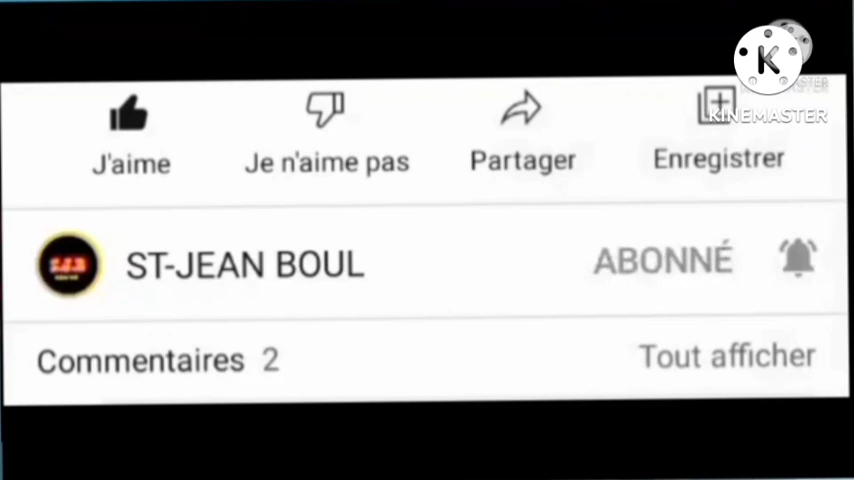 KINEMASTER
J'aime
Je n'aime pas
Partager
Enregistrer
ST-JEAN BOUL
ABONNÉ
Commentaires 2
Tout afficher